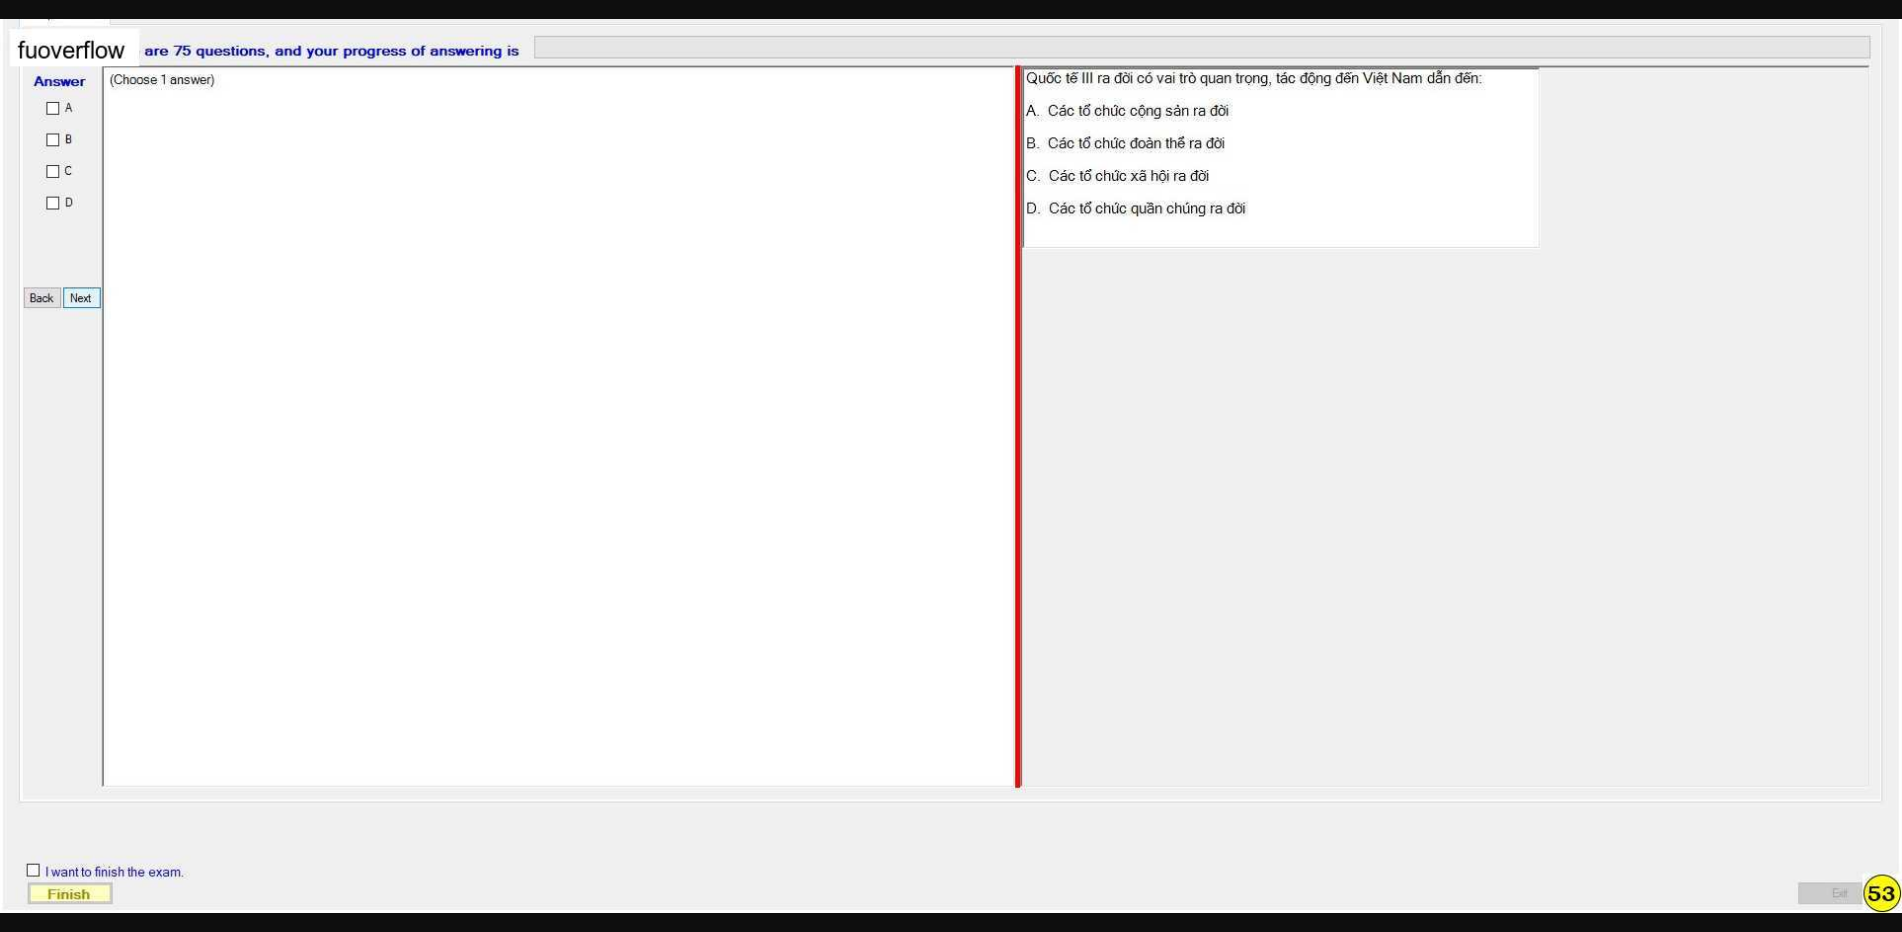 fuoverflow are 75 questions, and your progress of answering is
Answer
(Choose 1 answer)
A
B
C
D
Back Next
Quốc tế III ra đời có vai trò quan trọng, tác động đến Việt Nam dẫn đến:
A. Các tổ chức cộng sản ra đời
B. Các tổ chức đoàn thể ra đời
C. Các tổ chức xã hội ra đời
D. Các tổ chức quần chúng ra đời
I want to finish the exam.
Finish
Exit
53